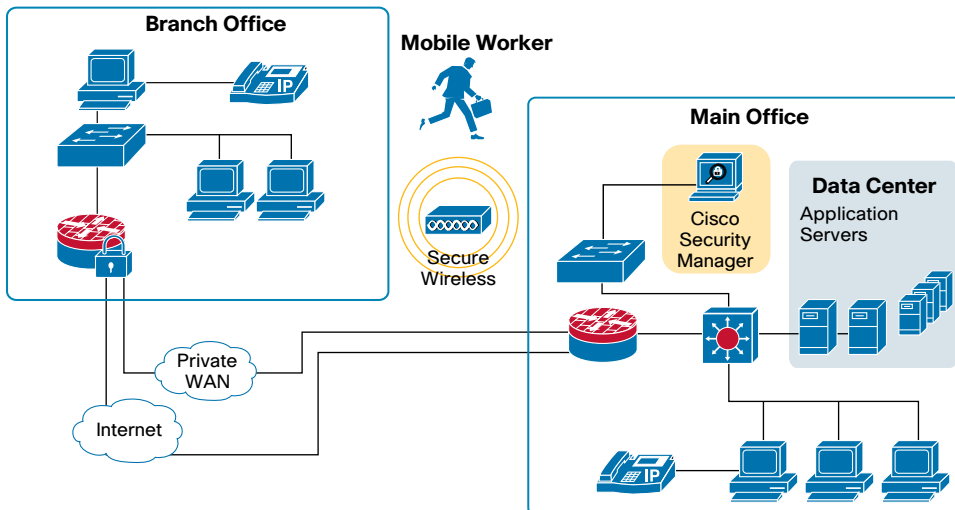 Branch Office
IP
Mobile Worker
Secure
Wireless
Main Office
Cisco
Security
Manager
Data Center
Application
Servers
Private
WAN
Internet
IP